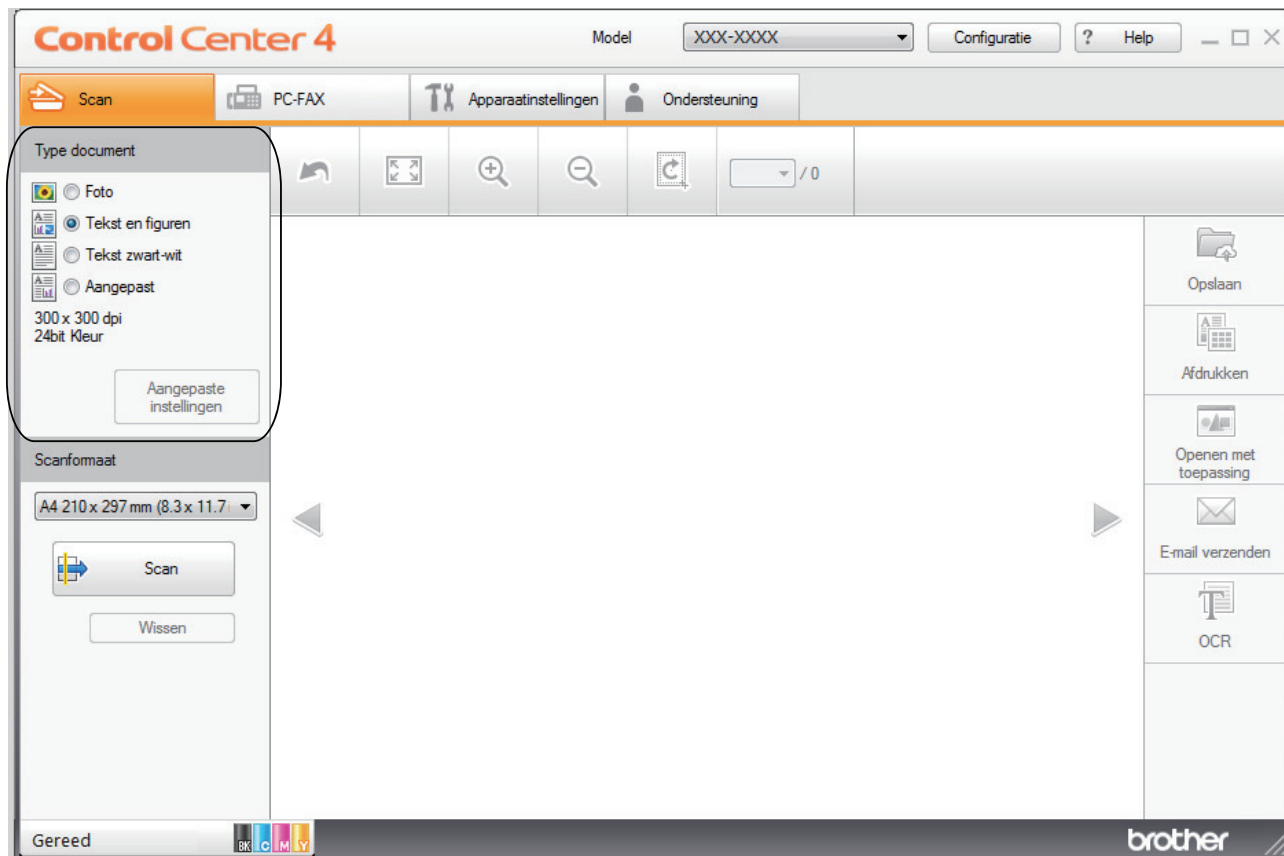 Control Center 4
Model
XXX-XXXX
Configuratie
? Help
Scan
PC-FAX
Apparaatinstellingen
Ondersteuning
Type document
Foto
Tekst en figuren
Tekst zwart-wit
Aangepast
300 x 300 dpi
24bit Kleur
Aangepaste
instellingen
/ 0
Scanformaat
A4 210 x 297 mm (8.3 x 11.7
Scan
Wissen
Opslaan
Afdrukken
Openen met
toepassing
E-mail verzenden
OCR
Gereed
BK C M Y
brother